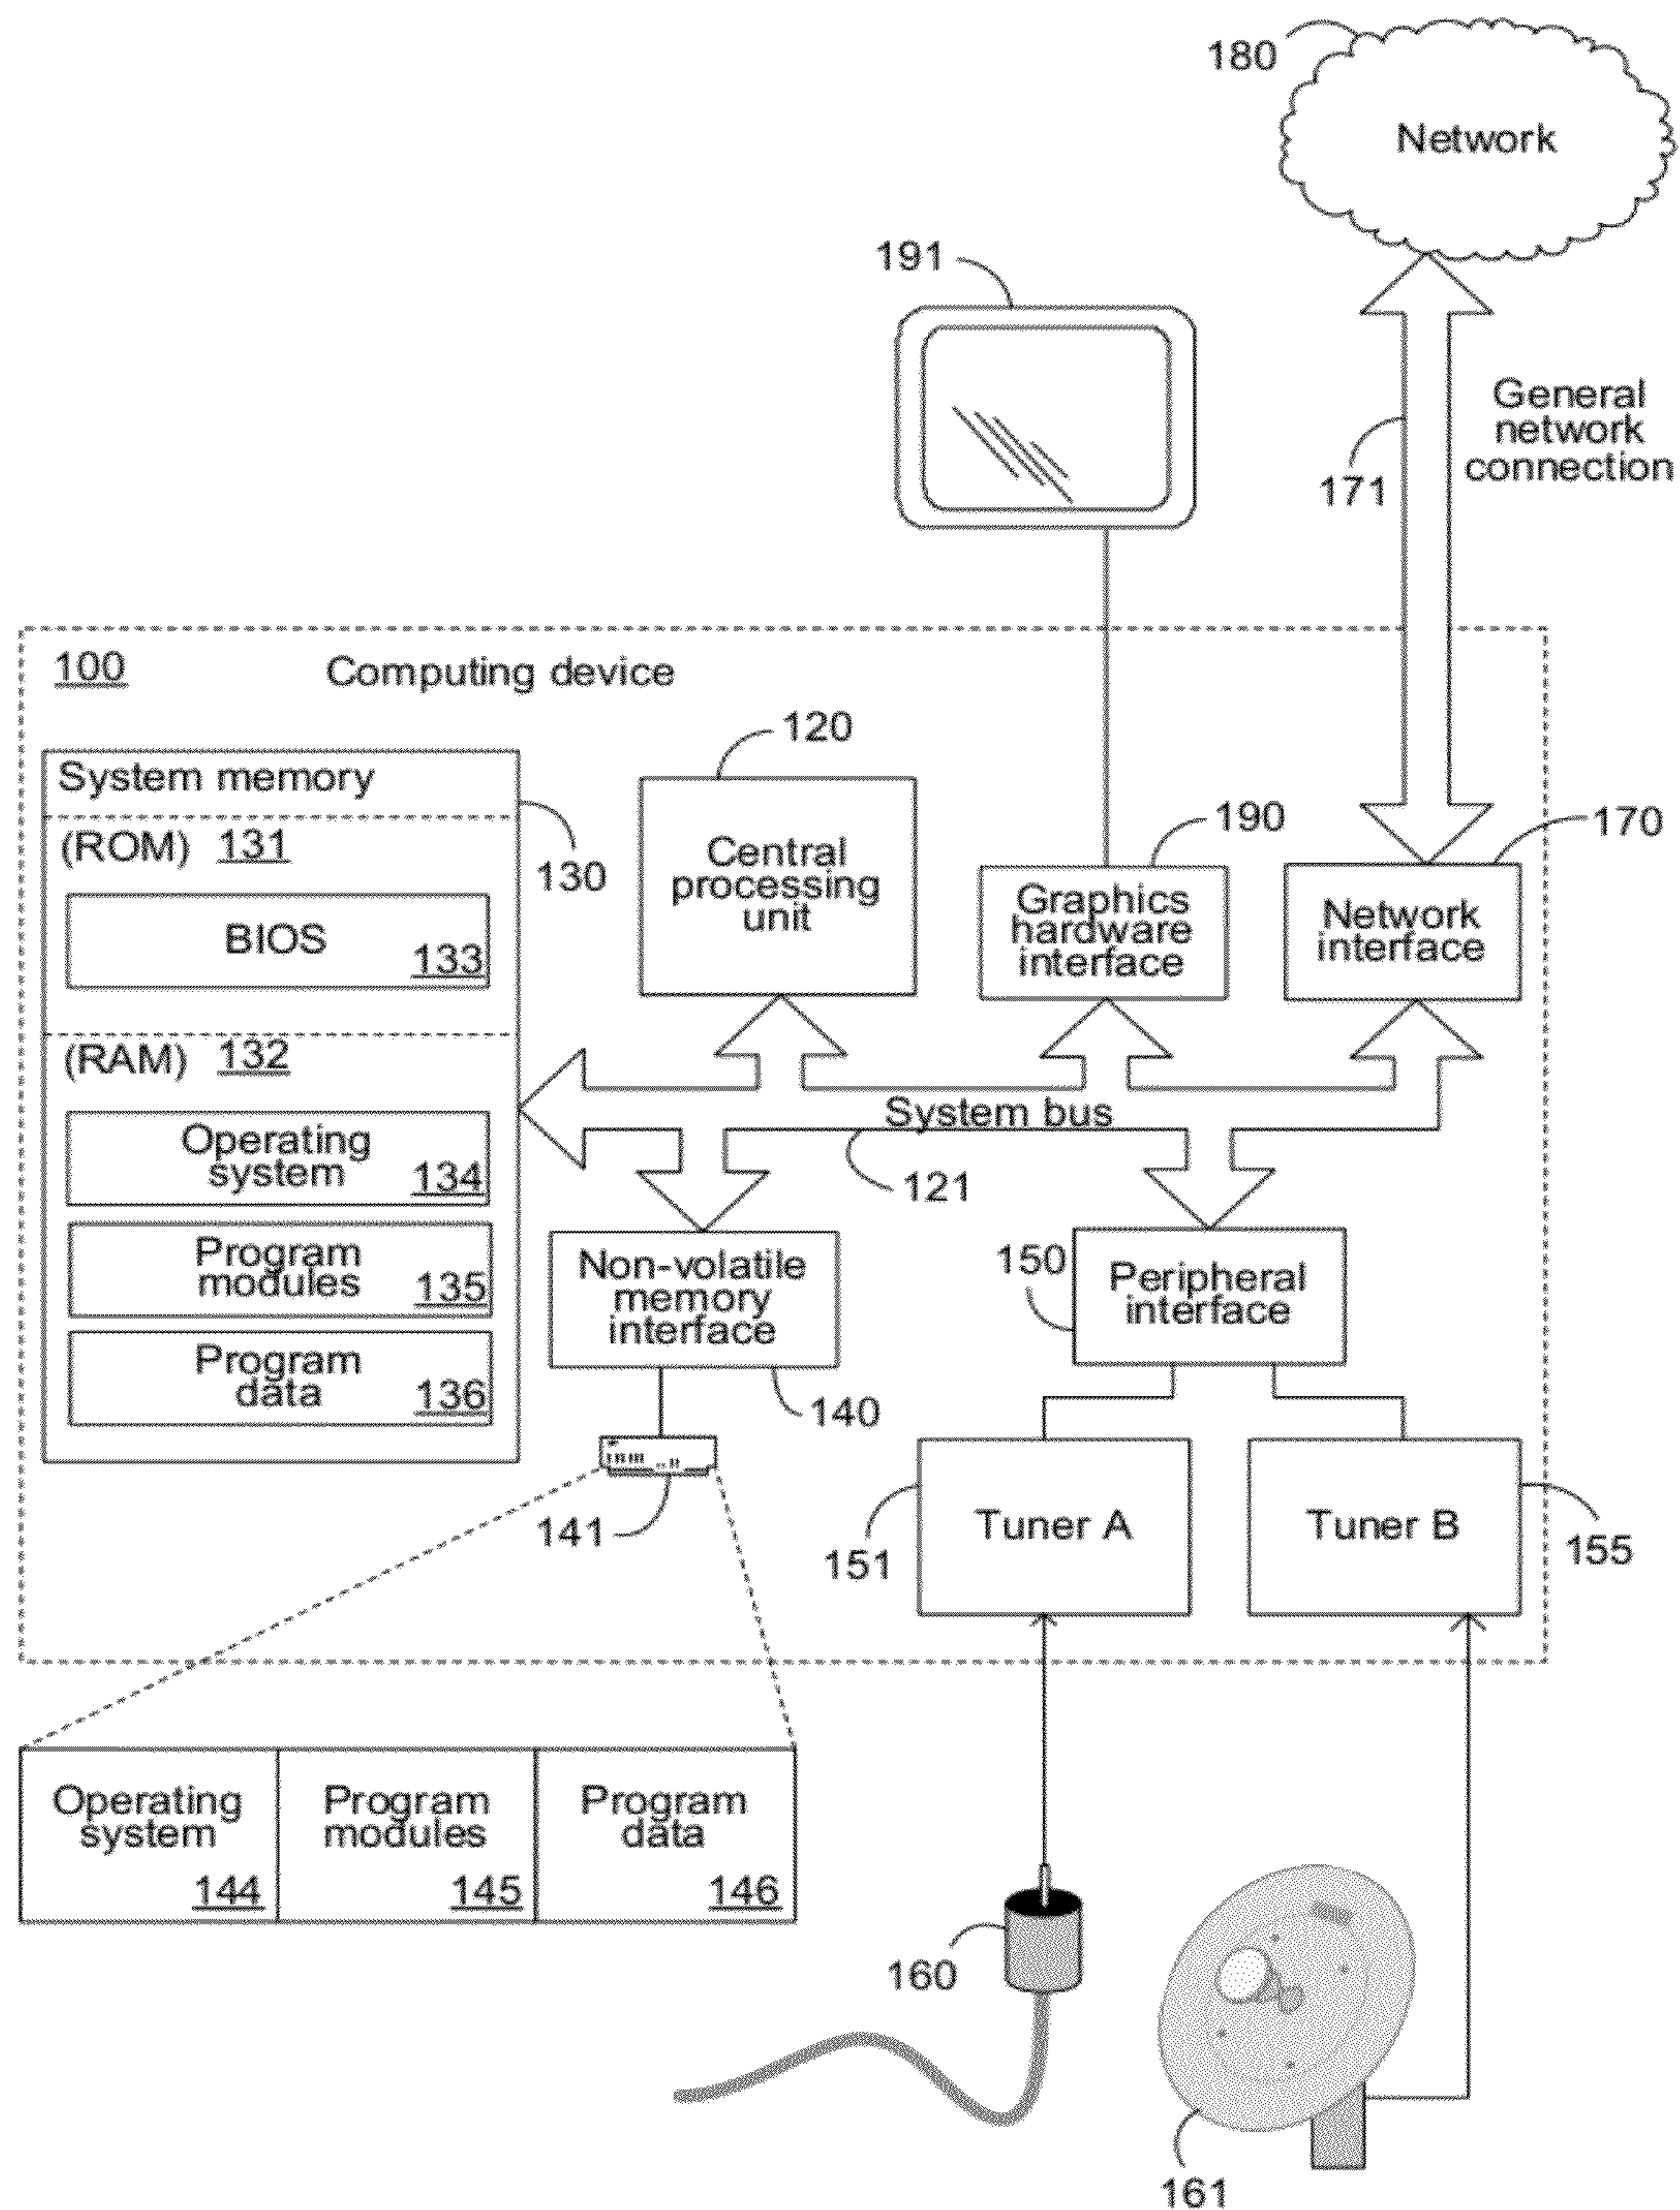 180
Network
191
General
network
connection
171
100
Computing device
120
System memory
(ROM) 131
130
BIOS
133
Central
processing
unit
190
170
Graphics
hardware
interface
Network
interface
(RAM) 132
Operating
system
134
Program
modules
135
Program
data
136
System bus
121
Non-volatile
memory
interface
140
150
Peripheral
interface
141
151
Tuner A
Tuner B
155
Operating
system
144
Program
modules
145
Program
data
146
160
161